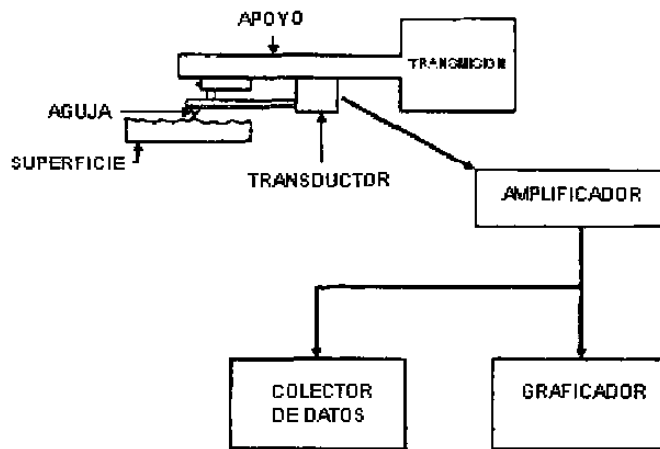 APOYO
TRANSMICION
AGUJA
SUPERFICIE
TRANSDUCTOR
AMPLIFICADOR
COLECTOR
DE DATOS
GRAFICADOR